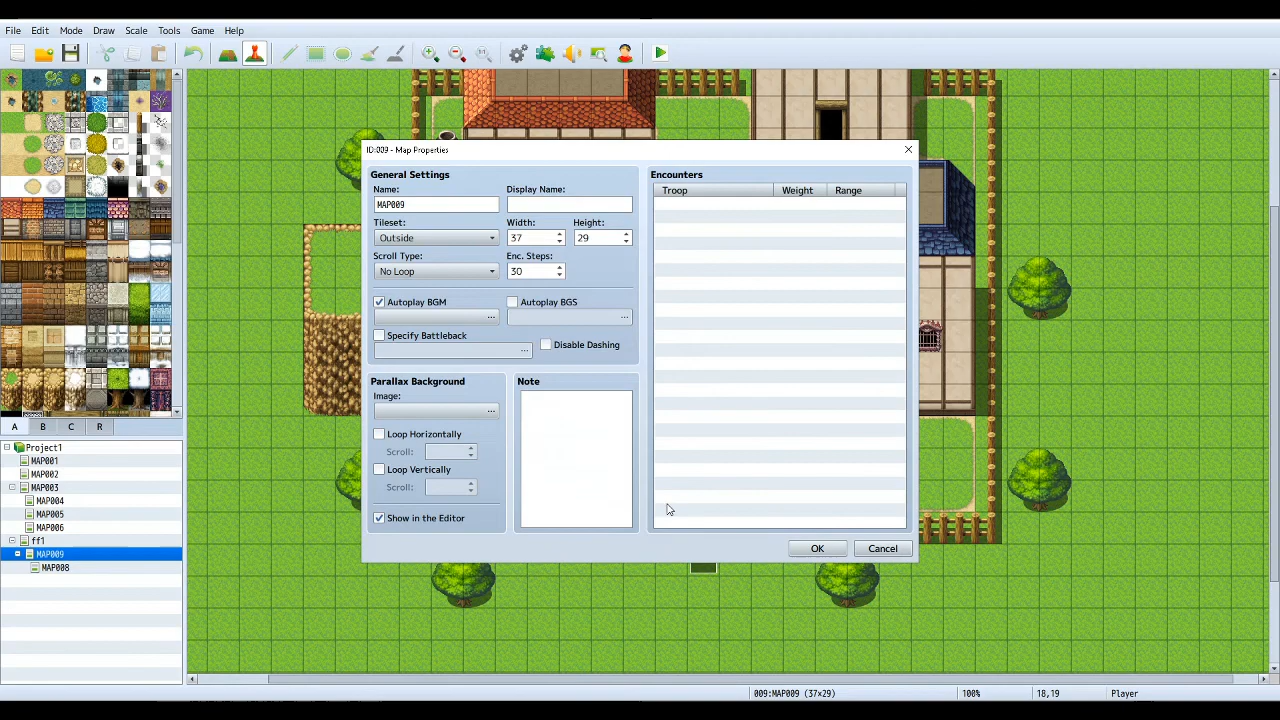 File Edit Mode Draw Scale Tools Game Help
ID:009 - Map Properties
General Settings
Name:
Display Name:
MAP009
Tileset:
Width:
Height:
Outside
37
29
Scroll Type:
Enc. Steps:
No Loop
30
Autoplay BGM
Autoplay BGS
...
...
Specify Battleback
Disable Dashing
...
Parallax Background
Image:
...
Loop Horizontally
Scroll:
Loop Vertically
Scroll:
Show in the Editor
Note
Encounters
Troop Weight Range
OK Cancel
A B C R
Project1
MAP001
MAP002
MAP003
MAP004
MAP005
MAP006
ff1
MAP009
MAP008
009:MAP009 (37×29) 100% 18,19 Player